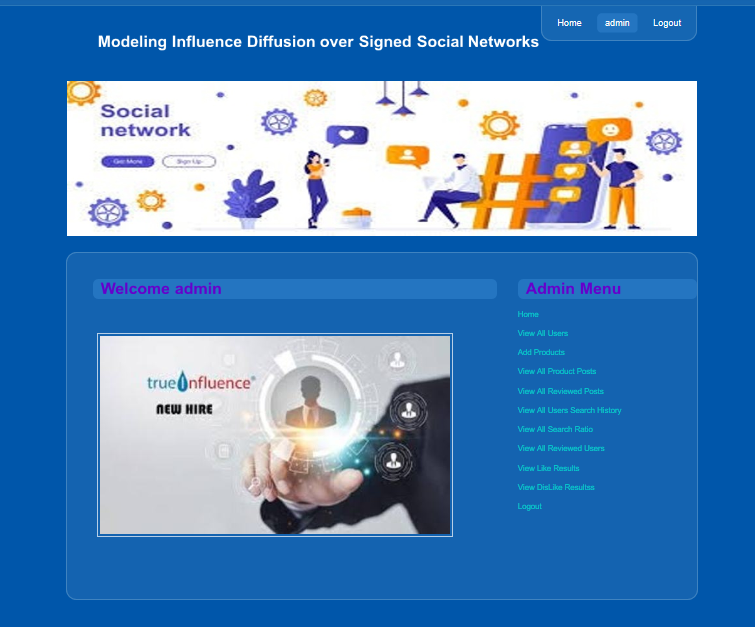 Home admin Logout
Modeling Influence Diffusion over Signed Social Networks
Social
network
Get More Sign Up
Welcome admin
trueinfluence®
NEW HIRE
Admin Menu
Home
View All Users
Add Products
View All Product Posts
View All Reviewed Posts
View All Users Search History
View All Search Ratio
View All Reviewed Users
View Like Results
View DisLike Resultss
Logout